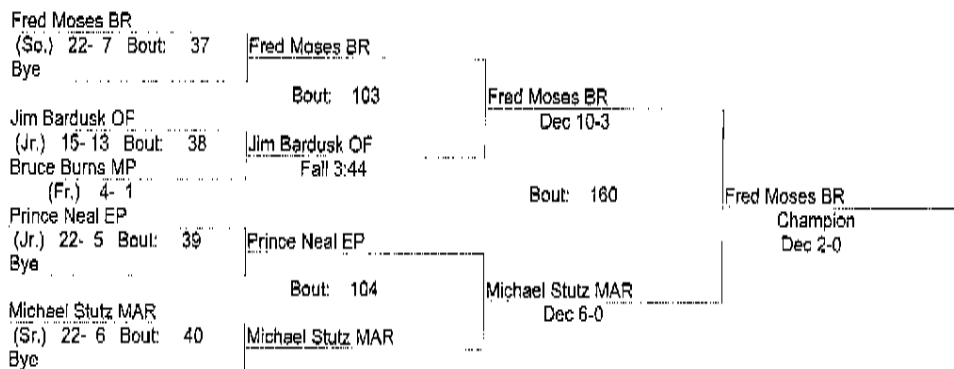 Fred Moses BR
(So.) 22- 7 Bout: 37
Bye
Fred Moses BR
Bout: 103
Jim Bardusk OF
(Jr.) 15- 13 Bout: 38
Bruce Burns MP
(Fr.) 4- 1
Jim Bardusk OF
Fall 3:44
Fred Moses BR
Dec 10-3
Prince Neal EP
(Jr.) 22- 5 Bout: 39
Bye
Prince Neal EP
Bout: 104
Michael Stutz MAR
(Sr.) 22- 6 Bout: 40
Bye
Michael Stutz MAR
Michael Stutz MAR
Dec 6-0
Bout: 160
Fred Moses BR
Champion
Dec 2-0